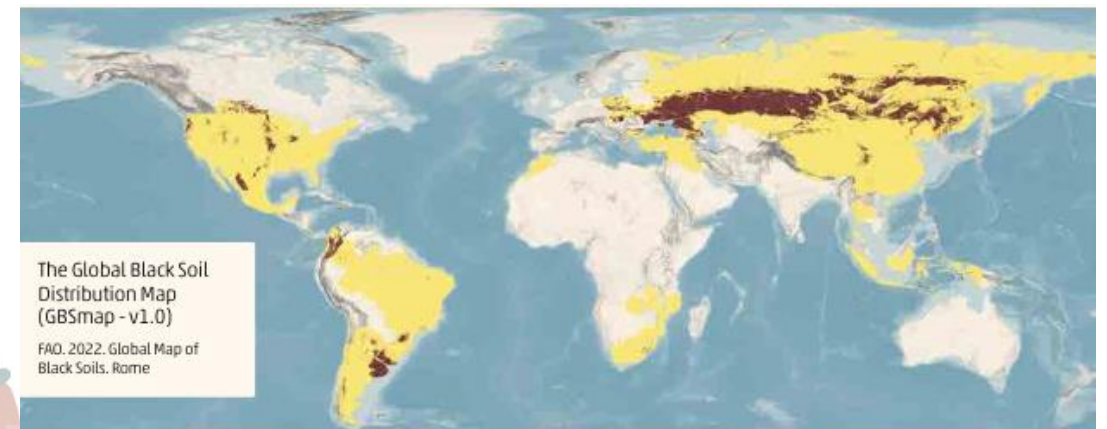 The Global Black Soil
Distribution Map
(GBSmap - v1.0)
FAO. 2022. Global Map of
Black Soils. Rome